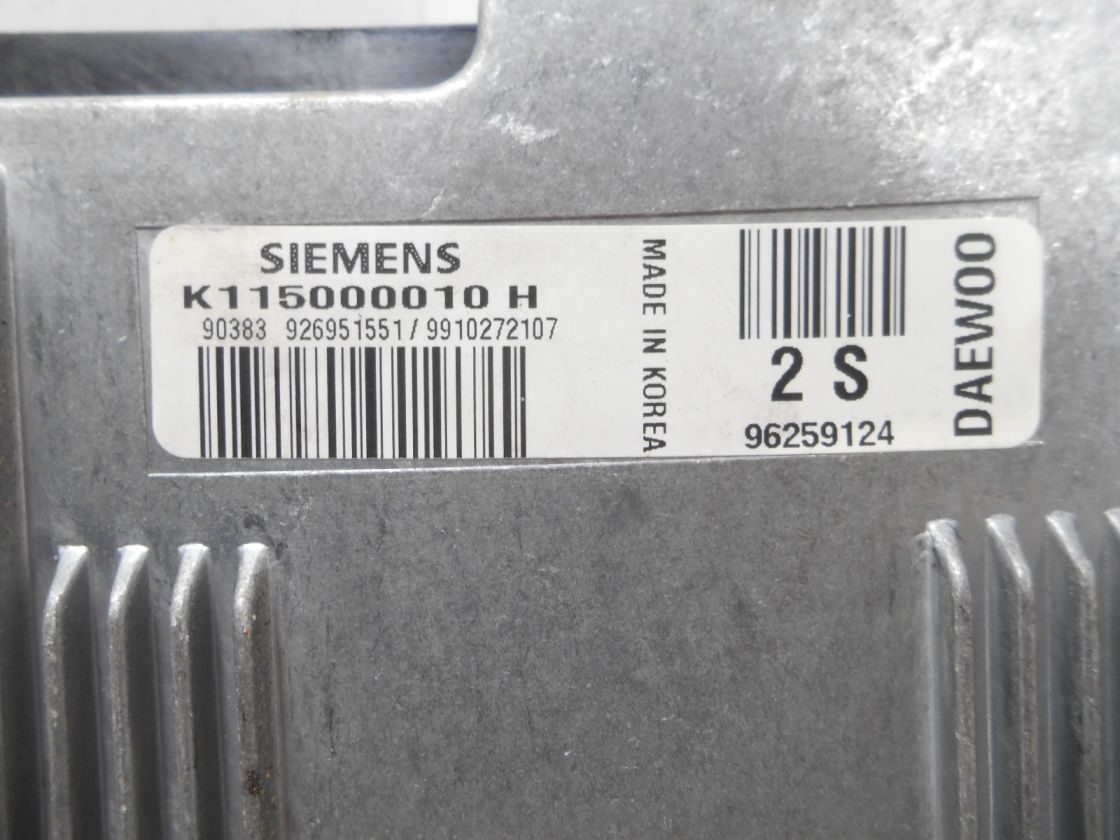 SIEMENS
K115000010 H
90383 926951551 / 9910272107
MADE IN KOREA
2 S
96259124
DAEWOO